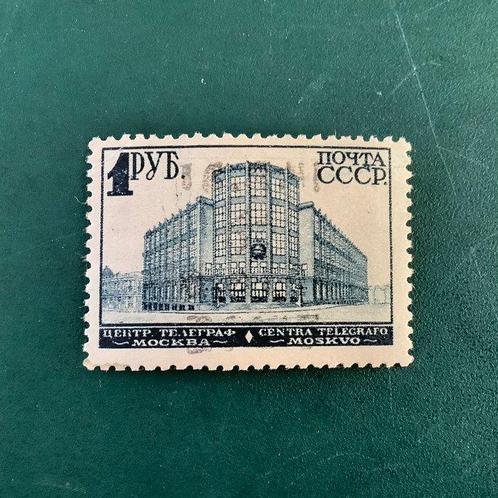 1 РУБ.
ПОЧТА
СССР.
ЦЕНТР. ТЕЛЕГРАФ
МОСКВА
CENTRA TELEGRAFO
MOSKVO